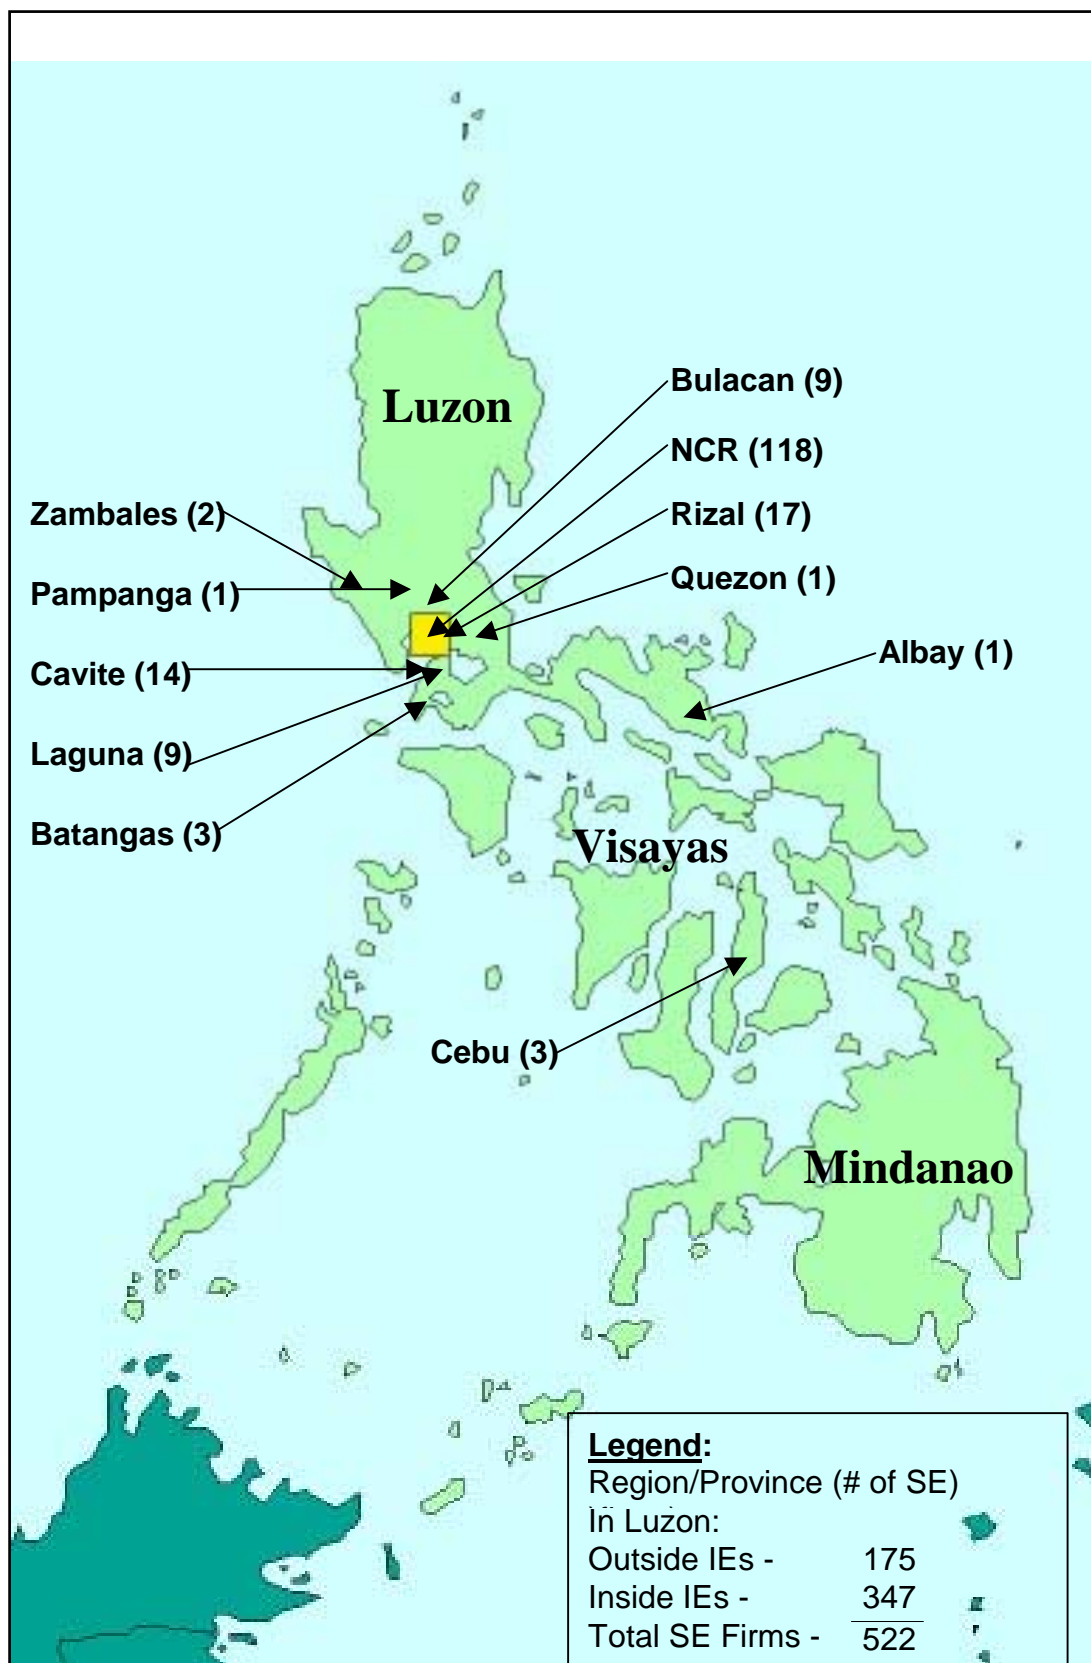 Bulacan (9)
Luzon
NCR (118)
Zambales (2)
Rizal (17)
Pampanga (1)
Quezon (1)
Cavite (14)
Albay (1)
Laguna (9)
Batangas (3)
Visayas
Cebu (3)
Mindanao
Legend:
Region/Province (# of SE)
In Luzon:
Outside IEs - 175
Inside IEs - 347
Total SE Firms - 522